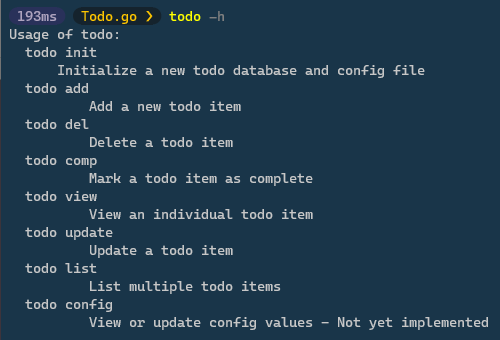 193ms Todo.go ❯ todo -h
Usage of todo:
  todo init
      Initialize a new todo database and config file
  todo add
          Add a new todo item
  todo del
          Delete a todo item
  todo comp
          Mark a todo item as complete
  todo view
          View an individual todo item
  todo update
          Update a todo item
  todo list
          List multiple todo items
  todo config
          View or update config values - Not yet implemented